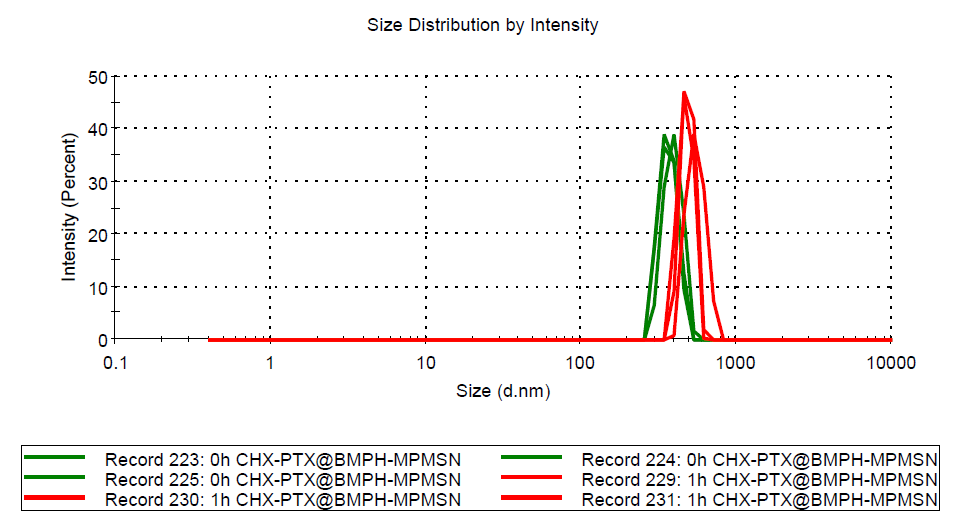 Size Distribution by Intensity
50
40
30
20
10
0
Intensity (Percent)
0.1 1 10 100 1000 10000
Size (d.nm)
Record 223: 0h CHX-PTX@BMPH-MPMSN Record 224: 0h CHX-PTX@BMPH-MPMSN
Record 225: 0h CHX-PTX@BMPH-MPMSN Record 229: 1h CHX-PTX@BMPH-MPMSN
Record 230: 1h CHX-PTX@BMPH-MPMSN Record 231: 1h CHX-PTX@BMPH-MPMSN